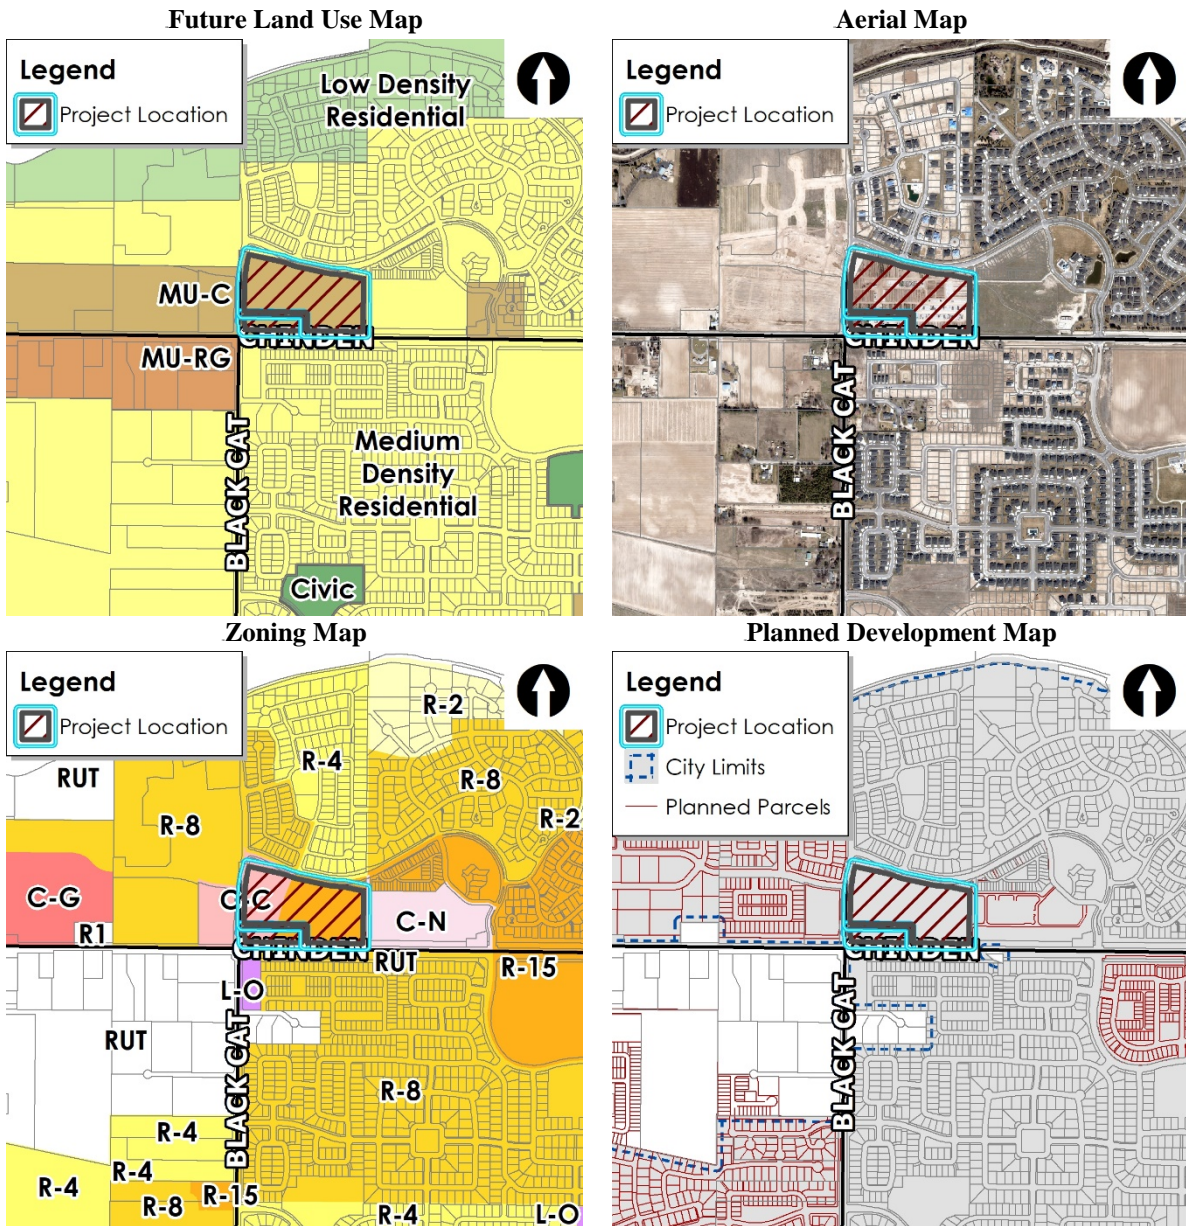 Future Land Use Map
Legend
Project Location
Low Density
Residential
MU-C
CHINDEN
MU-RG
BLACK CAT
Medium
Density
Residential
Civic
Aerial Map
Legend
Project Location
CHINDEN
BLACK CAT
Zoning Map
Legend
Project Location
R-2
R-4
RUT
R-8
R-8
R-2
C-G
C-C
C-N
R1
CHINDEN
RUT
R-15
L-O
RUT
BLACK CAT
R-8
R-4
R-4
R-4
R-15
R-8
R-4
L-O
Planned Development Map
Legend
Project Location
City Limits
Planned Parcels
CHINDEN
BLACK CAT